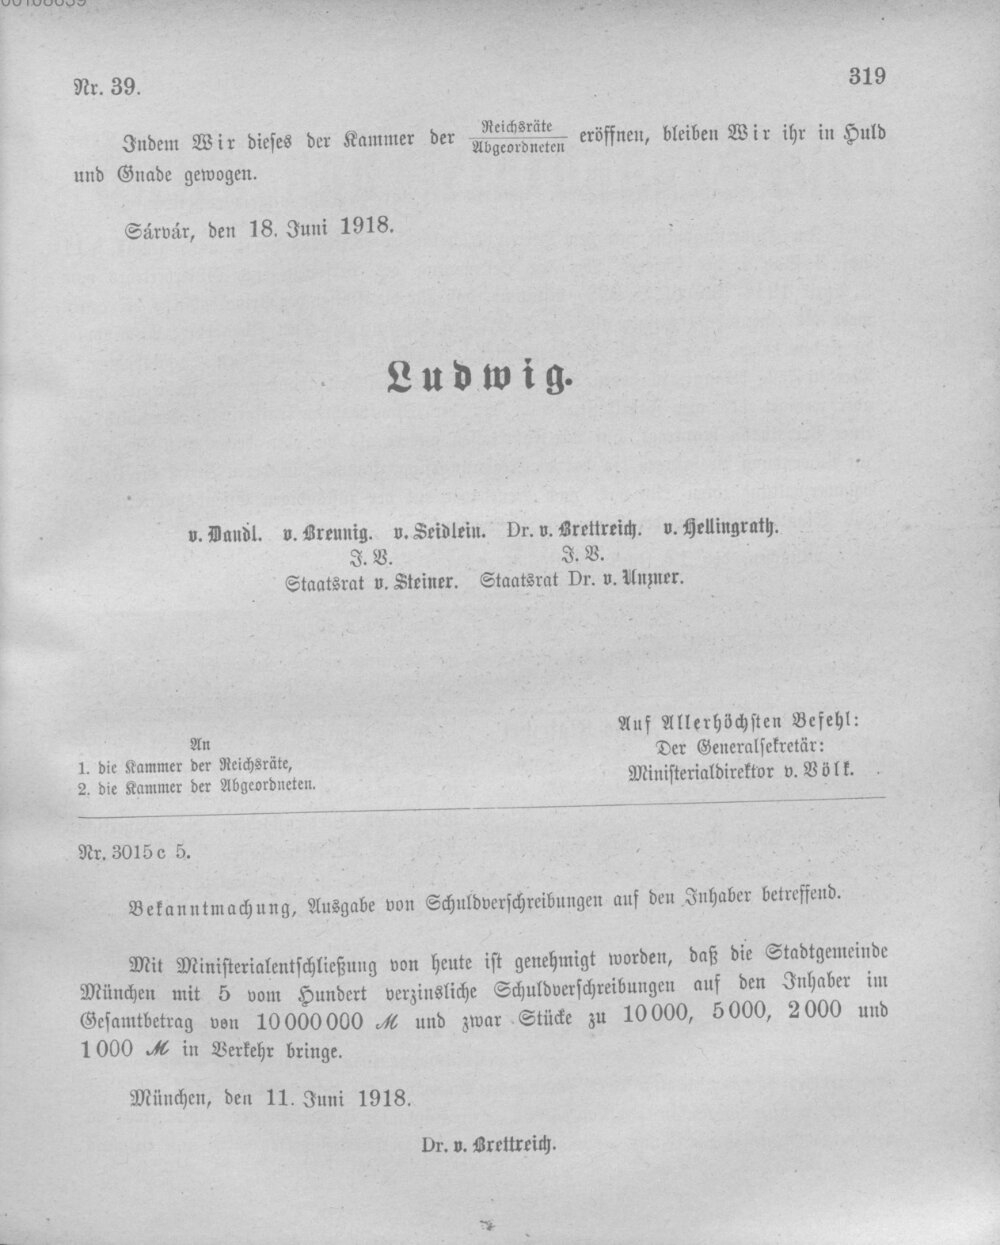 Nr. 39.
319
Indem Wir dieses der Kammer der Reichsräte/Abgeordneten eröffnen, bleiben Wir ihr in Huld
und Gnade gewogen.
Sárvár, den 18. Juni 1918.
Ludwig.
v. Dandl. v. Breunig. v. Seidlein. Dr. v. Brettreich. v. Hellingrath.
J. V. J. V.
Staatsrat v. Steiner. Staatsrat Dr. v. Unzner.
Auf Allerhöchsten Befehl:
Der Generalsekretär:
Ministerialdirektor v. Völk.
An
1. die Kammer der Reichsräte,
2. die Kammer der Abgeordneten.
Nr. 3015 c 5.
Bekanntmachung, Ausgabe von Schuldverschreibungen auf den Inhaber betreffend.
Mit Ministerialentschließung von heute ist genehmigt worden, daß die Stadtgemeinde
München mit 5 vom Hundert verzinsliche Schuldverschreibungen auf den Inhaber im
Gesamtbetrag von 10 000 000 ℳ und zwar Stücke zu 10 000, 5 000, 2 000 und
1 000 ℳ in Verkehr bringe.
München, den 11. Juni 1918.
Dr. v. Brettreich.